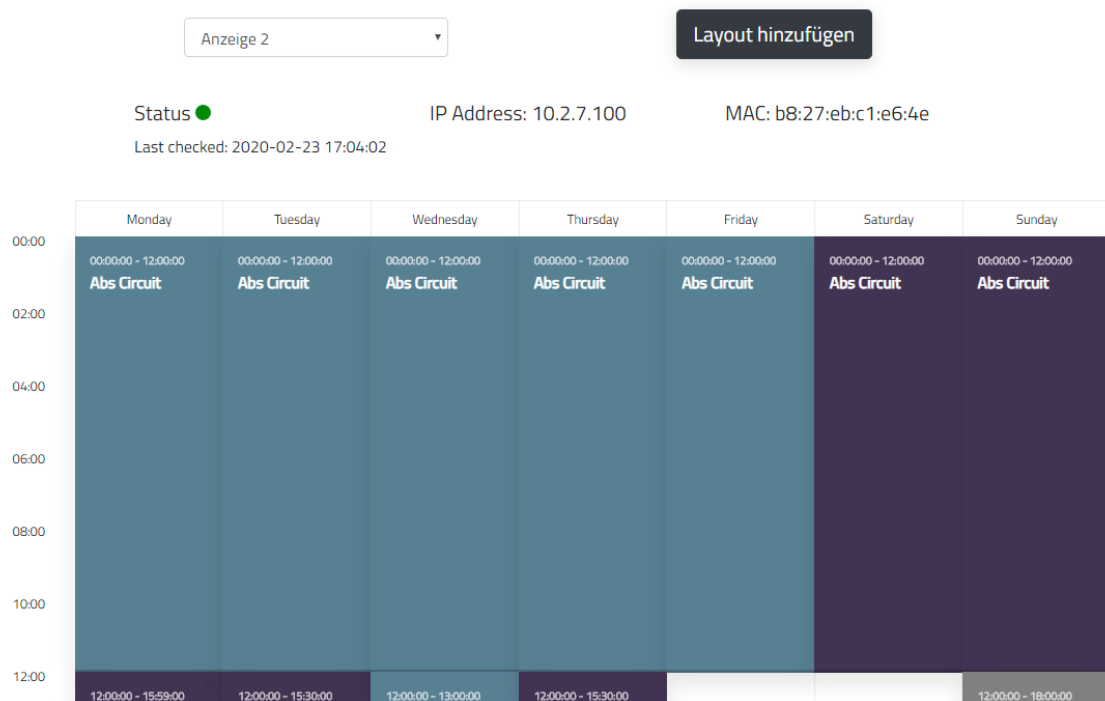 Anzeige 2
Layout hinzufügen
Status
IP Address: 10.2.7.100
MAC: b8:27:eb:c1:e6:4e
Last checked: 2020-02-23 17:04:02
Monday Tuesday Wednesday Thursday Friday Saturday Sunday
00:00
00:00:00 - 12:00:00 00:00:00 - 12:00:00 00:00:00 - 12:00:00 00:00:00 - 12:00:00 00:00:00 - 12:00:00 00:00:00 - 12:00:00 00:00:00 - 12:00:00
Abs Circuit Abs Circuit Abs Circuit Abs Circuit Abs Circuit Abs Circuit Abs Circuit
02:00
04:00
06:00
08:00
10:00
12:00
12:00:00 - 15:59:00 12:00:00 - 15:30:00 12:00:00 - 13:00:00 12:00:00 - 15:30:00 12:00:00 - 18:00:00